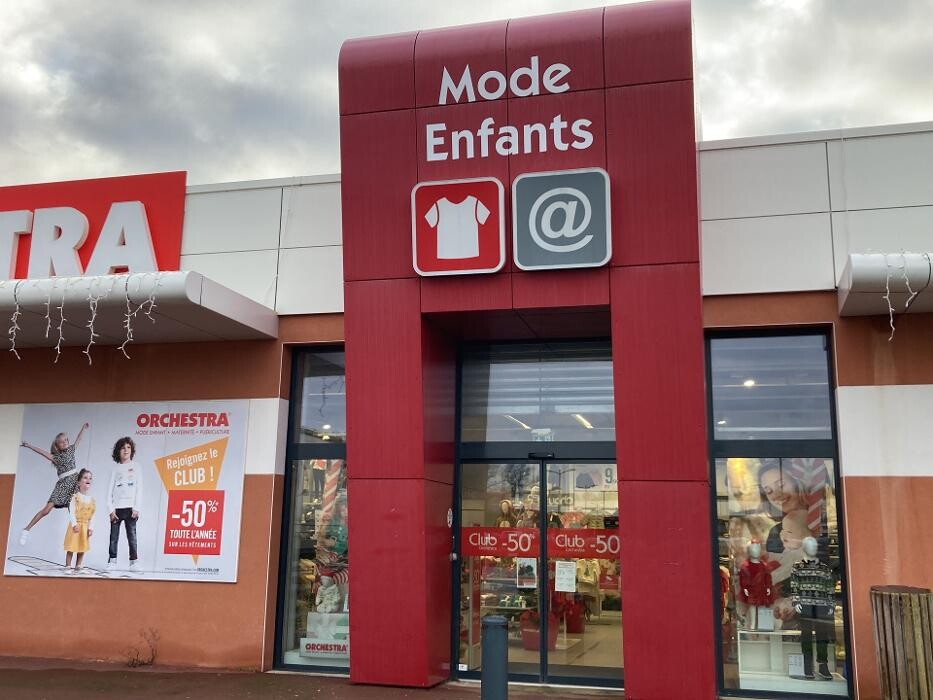 Mode
Enfants
@
TRA
ORCHESTRA
MODE ENFANT • MATERNITÉ • PUÉRICULTURE
Rejoignez le
CLUB !
-50%
TOUTE L'ANNÉE
SUR LES VÊTEMENTS
Club -50%
Club -50
ORCHESTRA